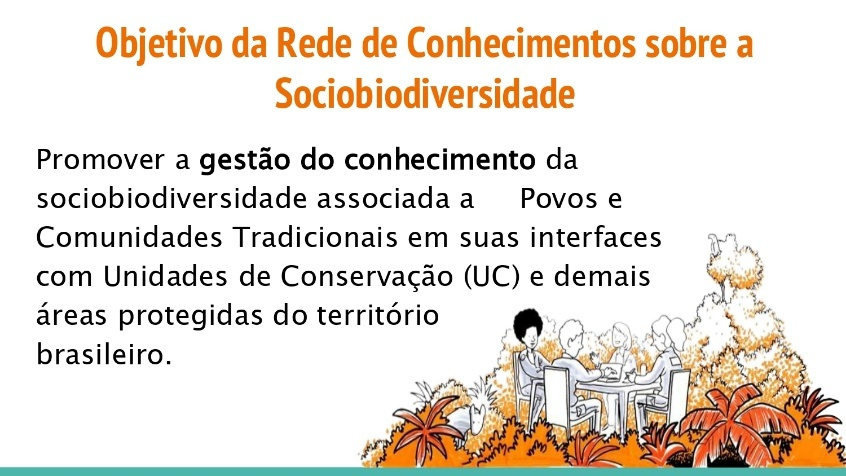 Objetivo da Rede de Conhecimentos sobre a
Sociobiodiversidade
Promover a gestão do conhecimento da
sociobiodiversidade associada a Povos e
Comunidades Tradicionais em suas interfaces
com Unidades de Conservação (UC) e demais
áreas protegidas do território
brasileiro.